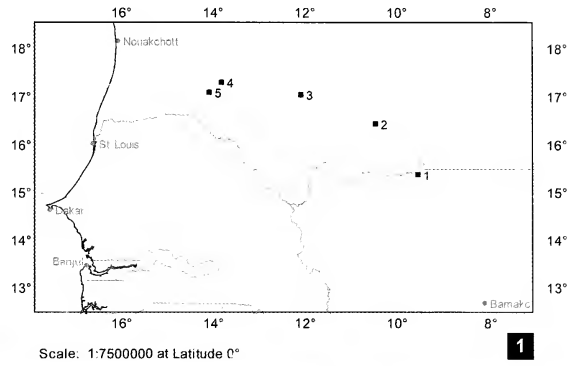 16° 14° 12° 10° 8°
18° Nouakchott 18°
4
17° 5 3 17°
2
16° St Louis 16°
1
15° 15°
Dakar
14° 14°
Banjul
13° 13°
Bamako
16° 14° 12° 10° 8°
1
Scale: 1:7500000 at Latitude 0°